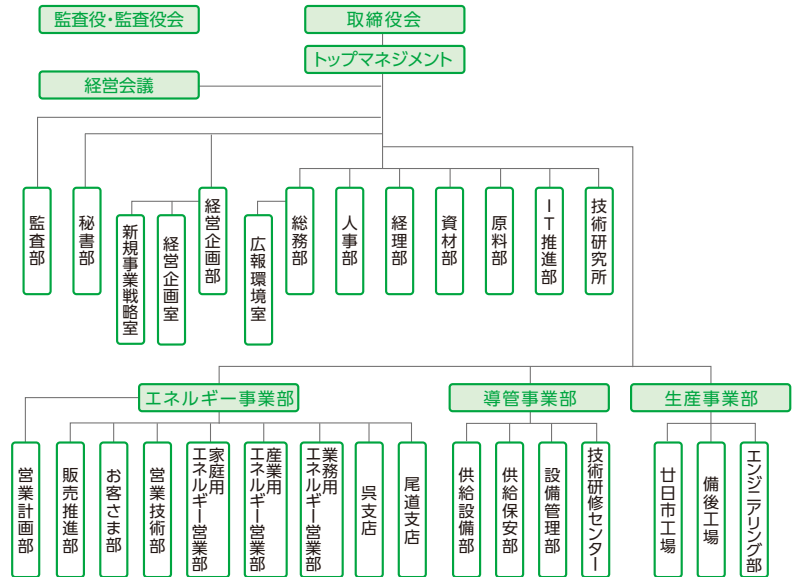 監査役・監査役会
取締役会
トップマネジメント
経営会議
監査部
秘書部
新規事業戦略室
経営企画室
経営企画部
広報環境室
総務部
人事部
経理部
資材部
原料部
IT推進部
技術研究所
エネルギー事業部
導管事業部
生産事業部
営業計画部
販売推進部
お客さま部
営業技術部
家庭用
エネルギー営業部
産業用
エネルギー営業部
業務用
エネルギー営業部
呉支店
尾道支店
供給設備部
供給保安部
設備管理部
技術研修センター
廿日市工場
備後工場
エンジニアリング部